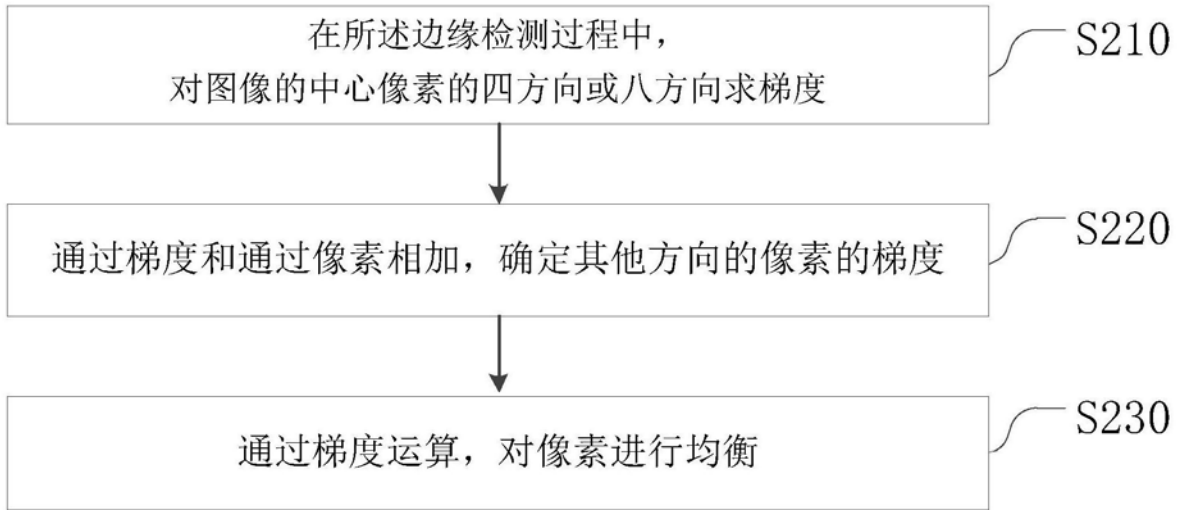 在所述边缘检测过程中，
对图像的中心像素的四方向或八方向求梯度
S210
通过梯度和通过像素相加，确定其他方向的像素的梯度
S220
通过梯度运算，对像素进行均衡
S230